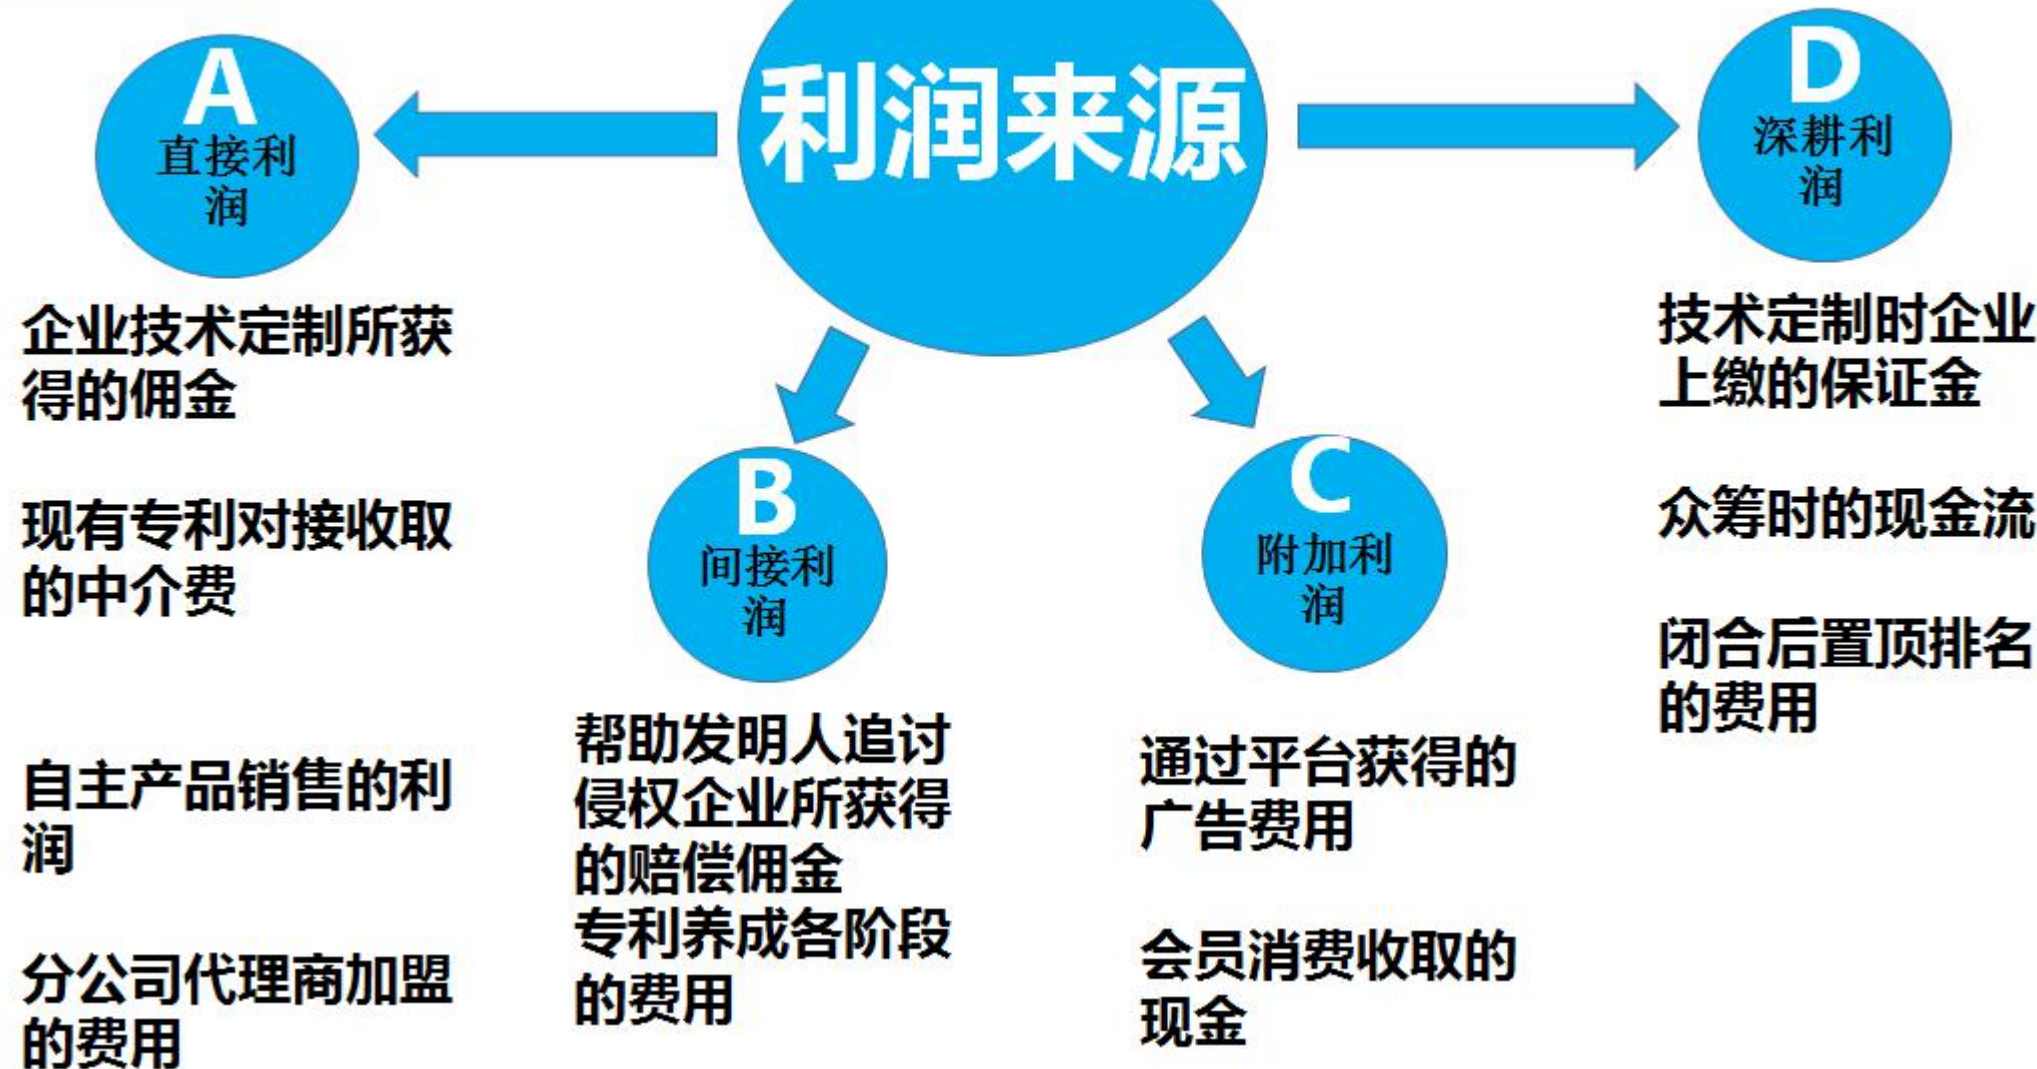 利润来源
A
直接利
润
企业技术定制所获
得的佣金
现有专利对接收取
的中介费
自主产品销售的利
润
分公司代理商加盟
的费用
B
间接利
润
帮助发明人追讨
侵权企业所获得
的赔偿佣金
专利养成各阶段
的费用
C
附加利
润
通过平台获得的
广告费用
会员消费收取的
现金
D
深耕利
润
技术定制时企业
上缴的保证金
众筹时的现金流
闭合后置顶排名
的费用